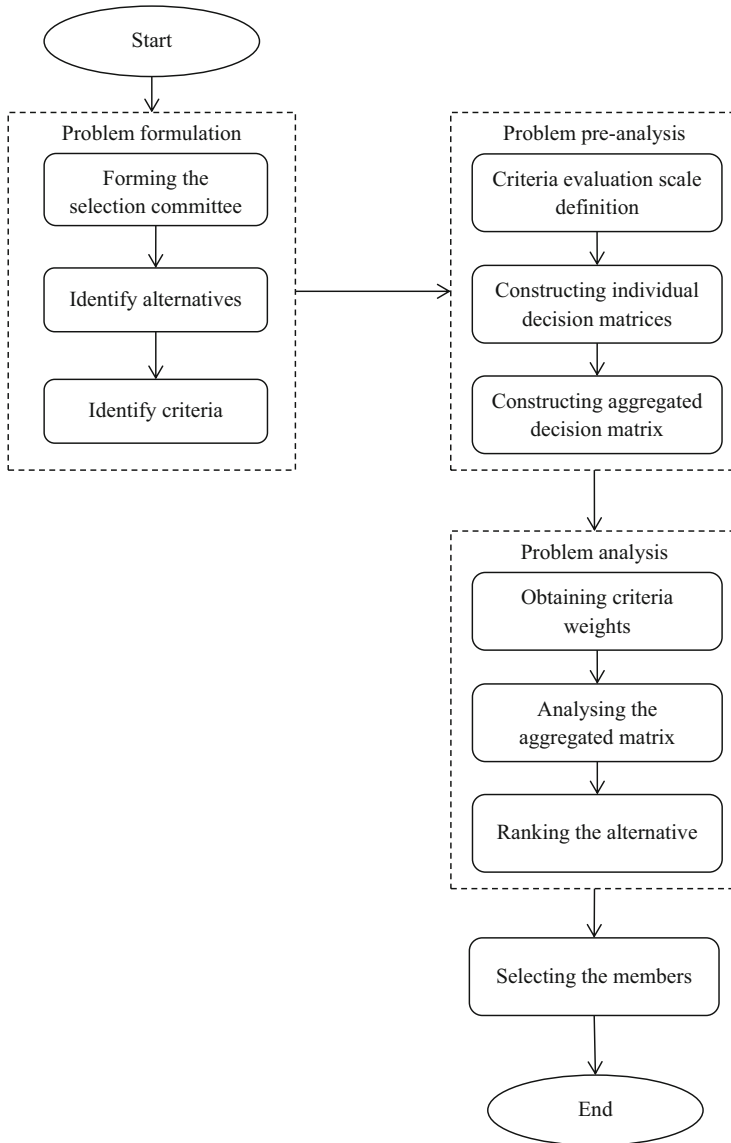 Start
Problem formulation
Forming the
selection committee
Identify alternatives
Identify criteria
Problem pre-analysis
Criteria evaluation scale
definition
Constructing individual
decision matrices
Constructing aggregated
decision matrix
Problem analysis
Obtaining criteria
weights
Analysing the
aggregated matrix
Ranking the alternative
Selecting the members
End